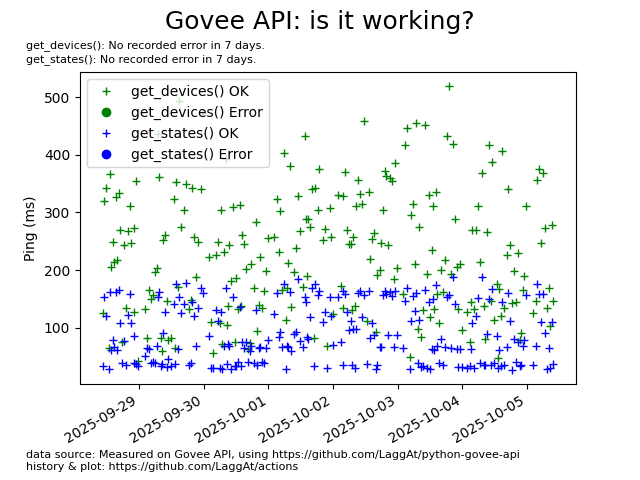 Govee API: is it working?
get_devices(): No recorded error in 7 days.
get_states(): No recorded error in 7 days.
get_devices() OK
get_devices() Error
get_states() OK
get_states() Error
Ping (ms)
500
400
300
200
100
2025-09-29
2025-09-30
2025-10-01
2025-10-02
2025-10-03
2025-10-04
2025-10-05
data source: Measured on Govee API, using https://github.com/LaggAt/python-govee-api
history & plot: https://github.com/LaggAt/actions